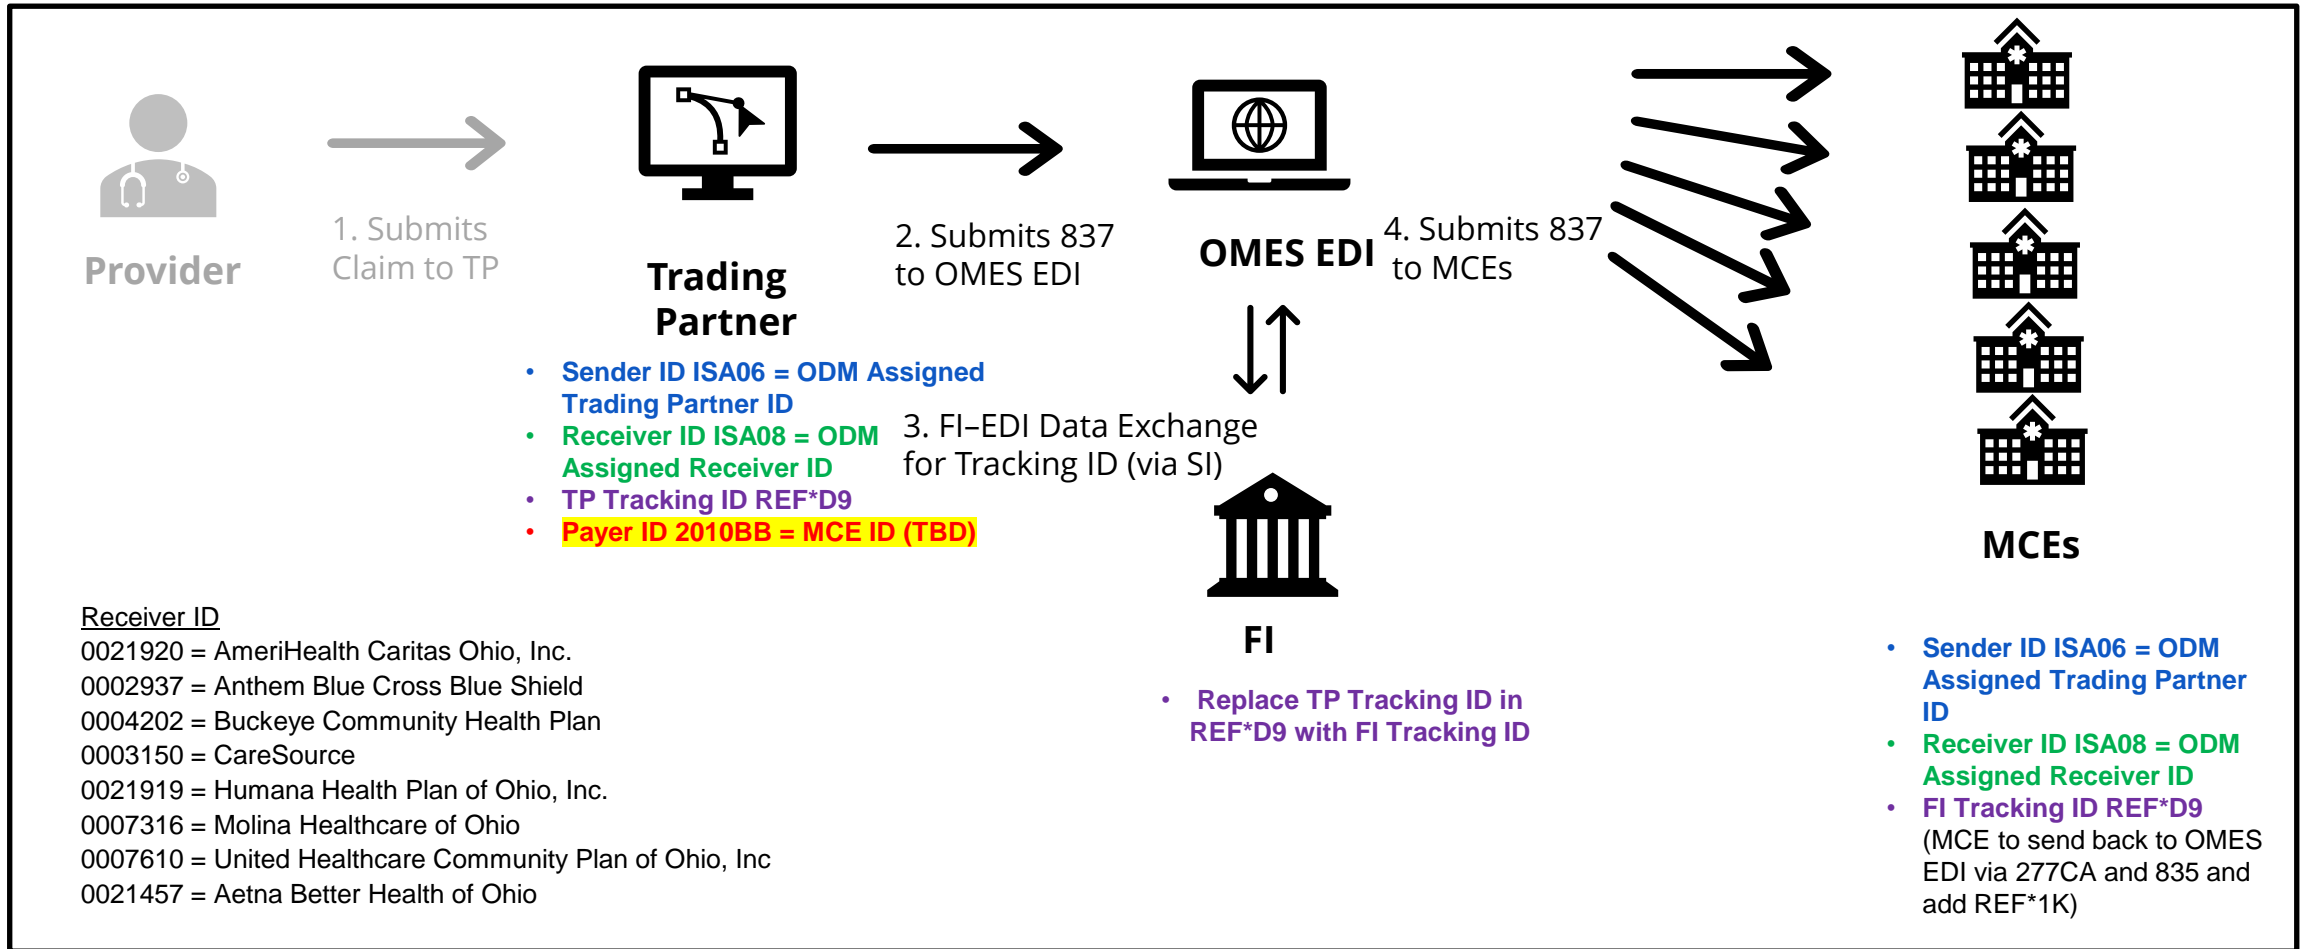 Provider
1. Submits
Claim to TP
Trading
Partner
• Sender ID ISA06 = ODM Assigned
Trading Partner ID
• Receiver ID ISA08 = ODM
Assigned Receiver ID
• TP Tracking ID REF*D9
• Payer ID 2010BB = MCE ID (TBD)
2. Submits 837
to OMES EDI
OMES EDI
3. FI–EDI Data Exchange
for Tracking ID (via SI)
FI
• Replace TP Tracking ID in
REF*D9 with FI Tracking ID
4. Submits 837
to MCEs
MCEs
• Sender ID ISA06 = ODM
Assigned Trading Partner
ID
• Receiver ID ISA08 = ODM
Assigned Receiver ID
• FI Tracking ID REF*D9
(MCE to send back to OMES
EDI via 277CA and 835 and
add REF*1K)
Receiver ID
0021920 = AmeriHealth Caritas Ohio, Inc.
0002937 = Anthem Blue Cross Blue Shield
0004202 = Buckeye Community Health Plan
0003150 = CareSource
0021919 = Humana Health Plan of Ohio, Inc.
0007316 = Molina Healthcare of Ohio
0007610 = United Healthcare Community Plan of Ohio, Inc
0021457 = Aetna Better Health of Ohio